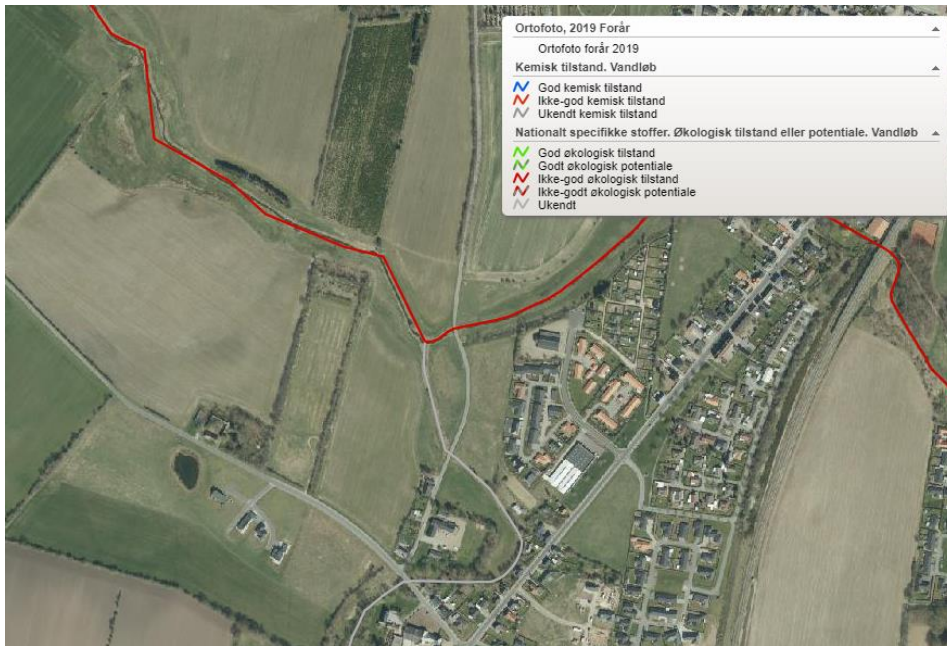 Ortofoto, 2019 Forår
Ortofoto forår 2019
Kemisk tilstand. Vandløb
God kemisk tilstand
Ikke-god kemisk tilstand
Ukendt kemisk tilstand
Nationalt specifikke stoffer. Økologisk tilstand eller potentiale. Vandløb
God økologisk tilstand
Godt økologisk potentiale
Ikke-god økologisk tilstand
Ikke-godt økologisk potentiale
Ukendt